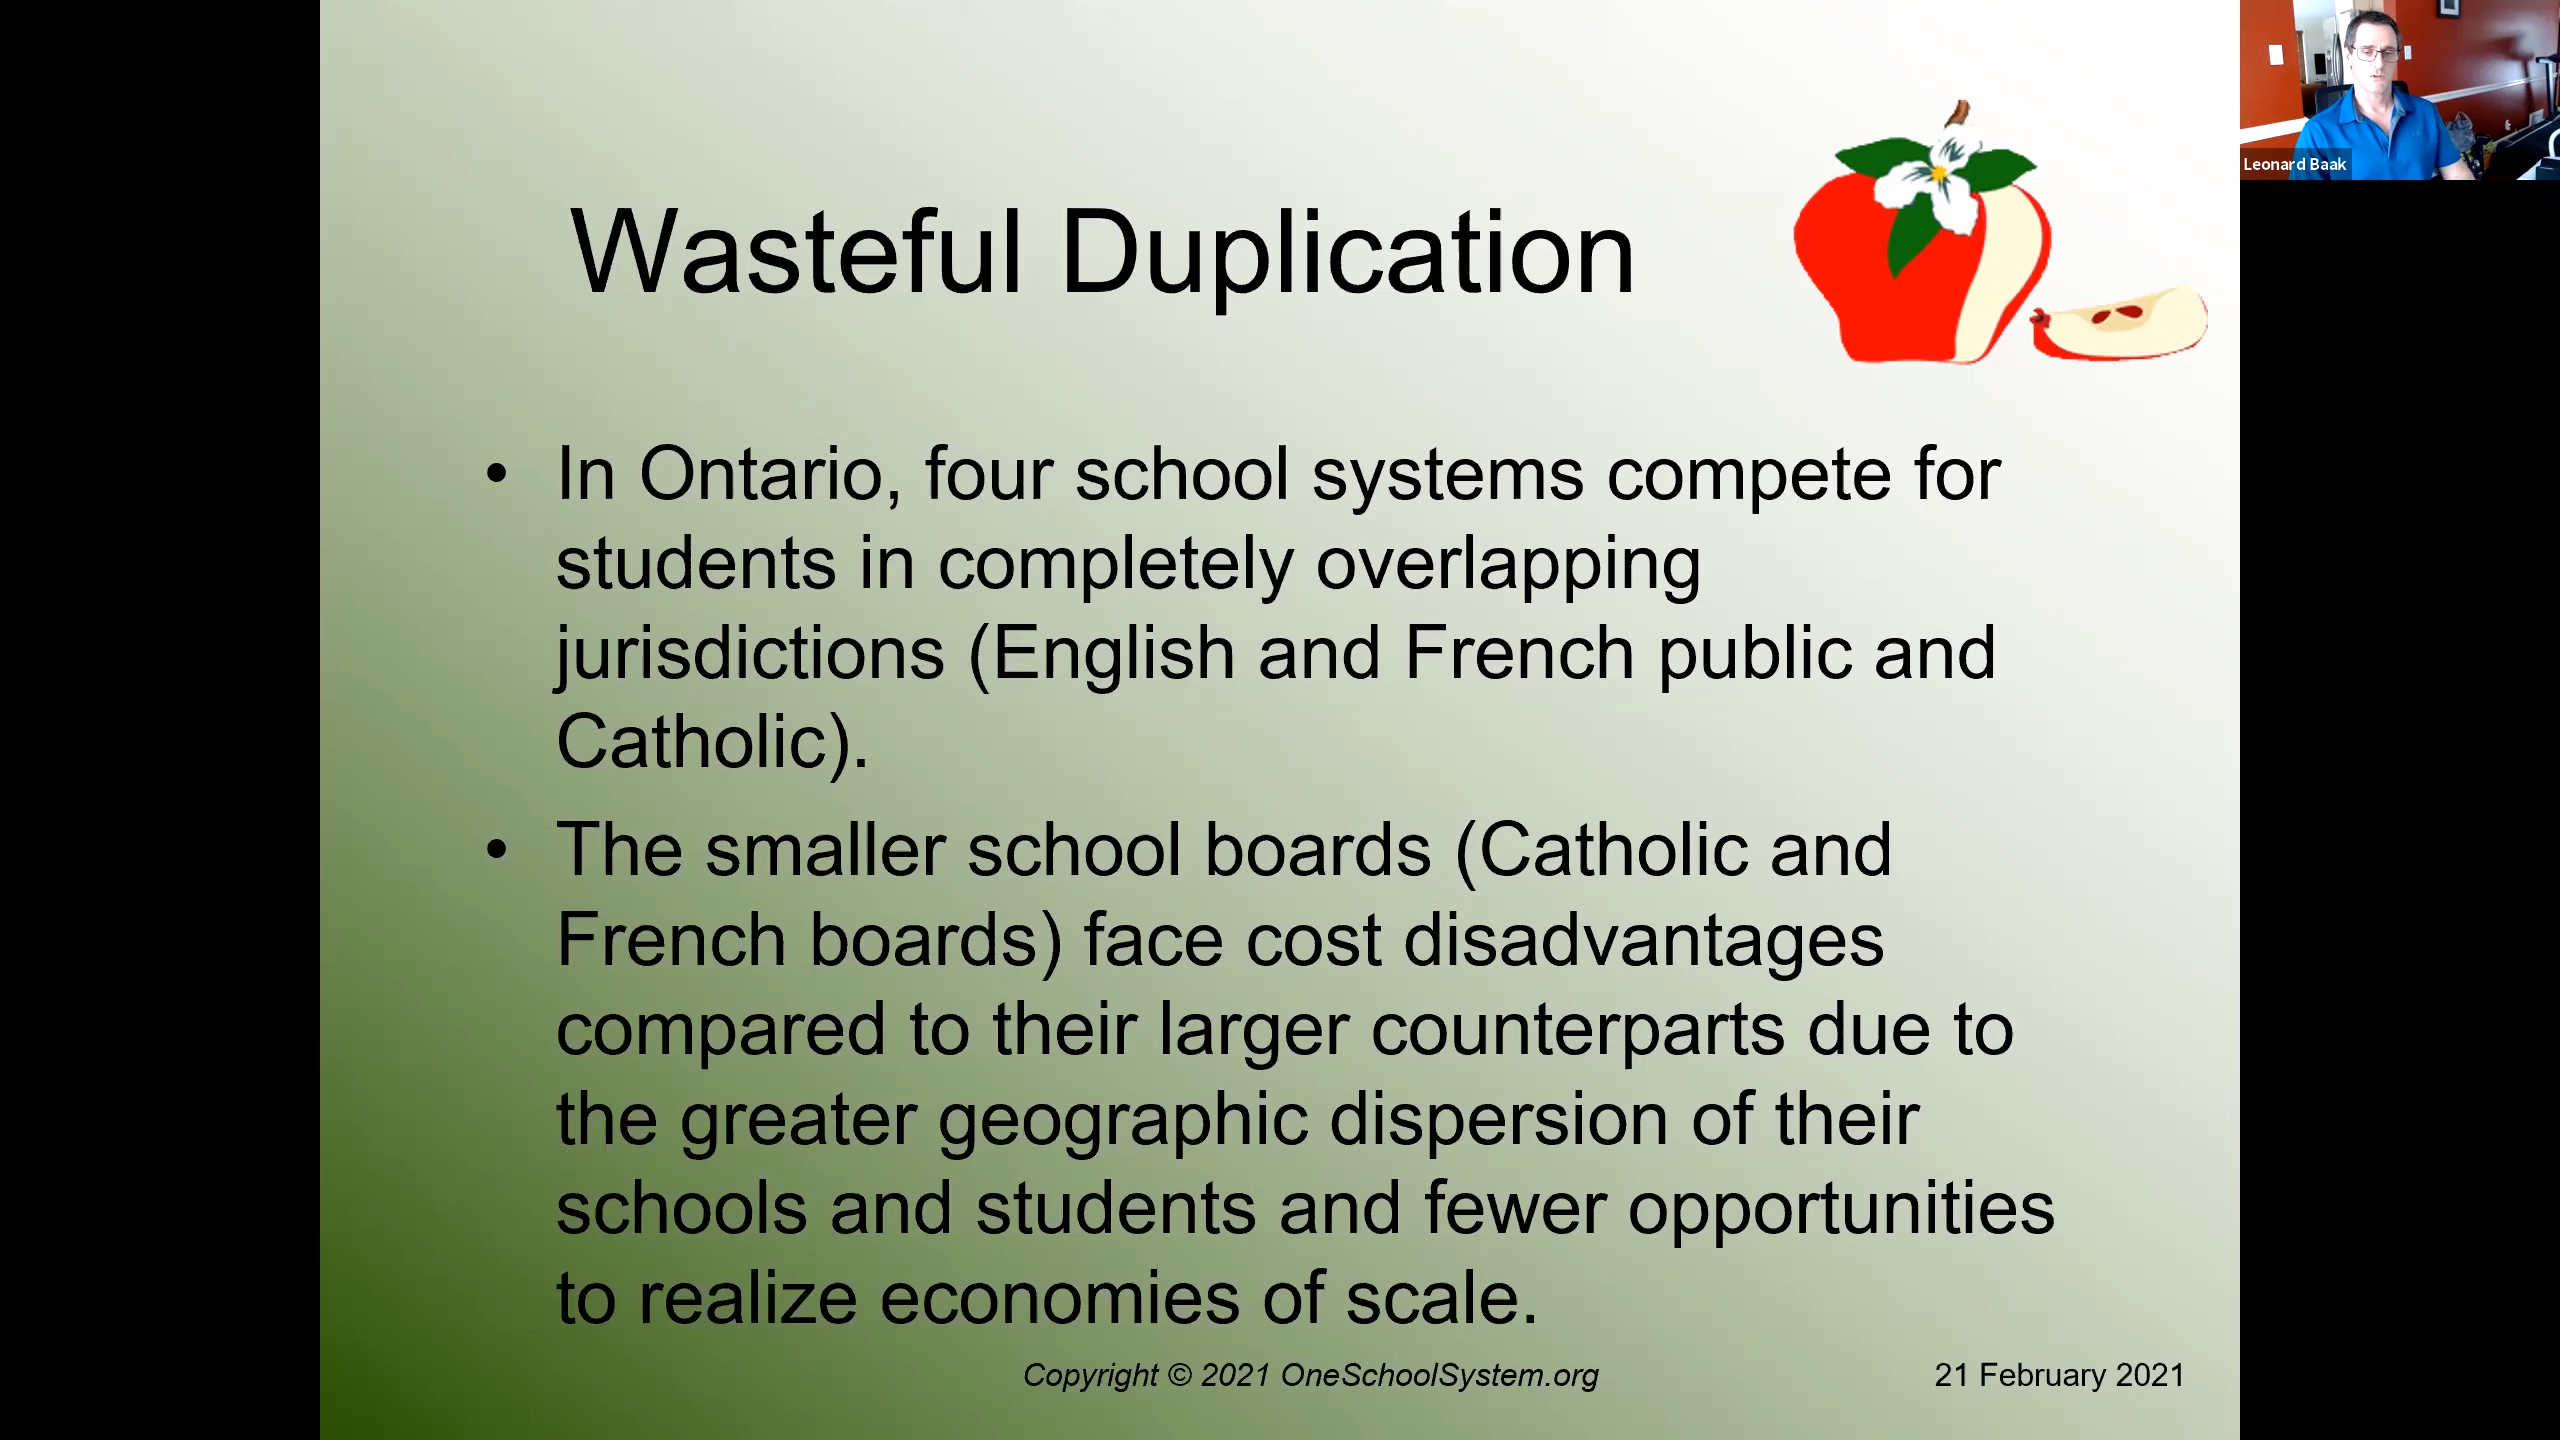 Wasteful Duplication
• In Ontario, four school systems compete for
students in completely overlapping
jurisdictions (English and French public and
Catholic).
• The smaller school boards (Catholic and
French boards) face cost disadvantages
compared to their larger counterparts due to
the greater geographic dispersion of their
schools and students and fewer opportunities
to realize economies of scale.
Copyright © 2021 OneSchoolSystem.org
21 February 2021
Leonard Baak